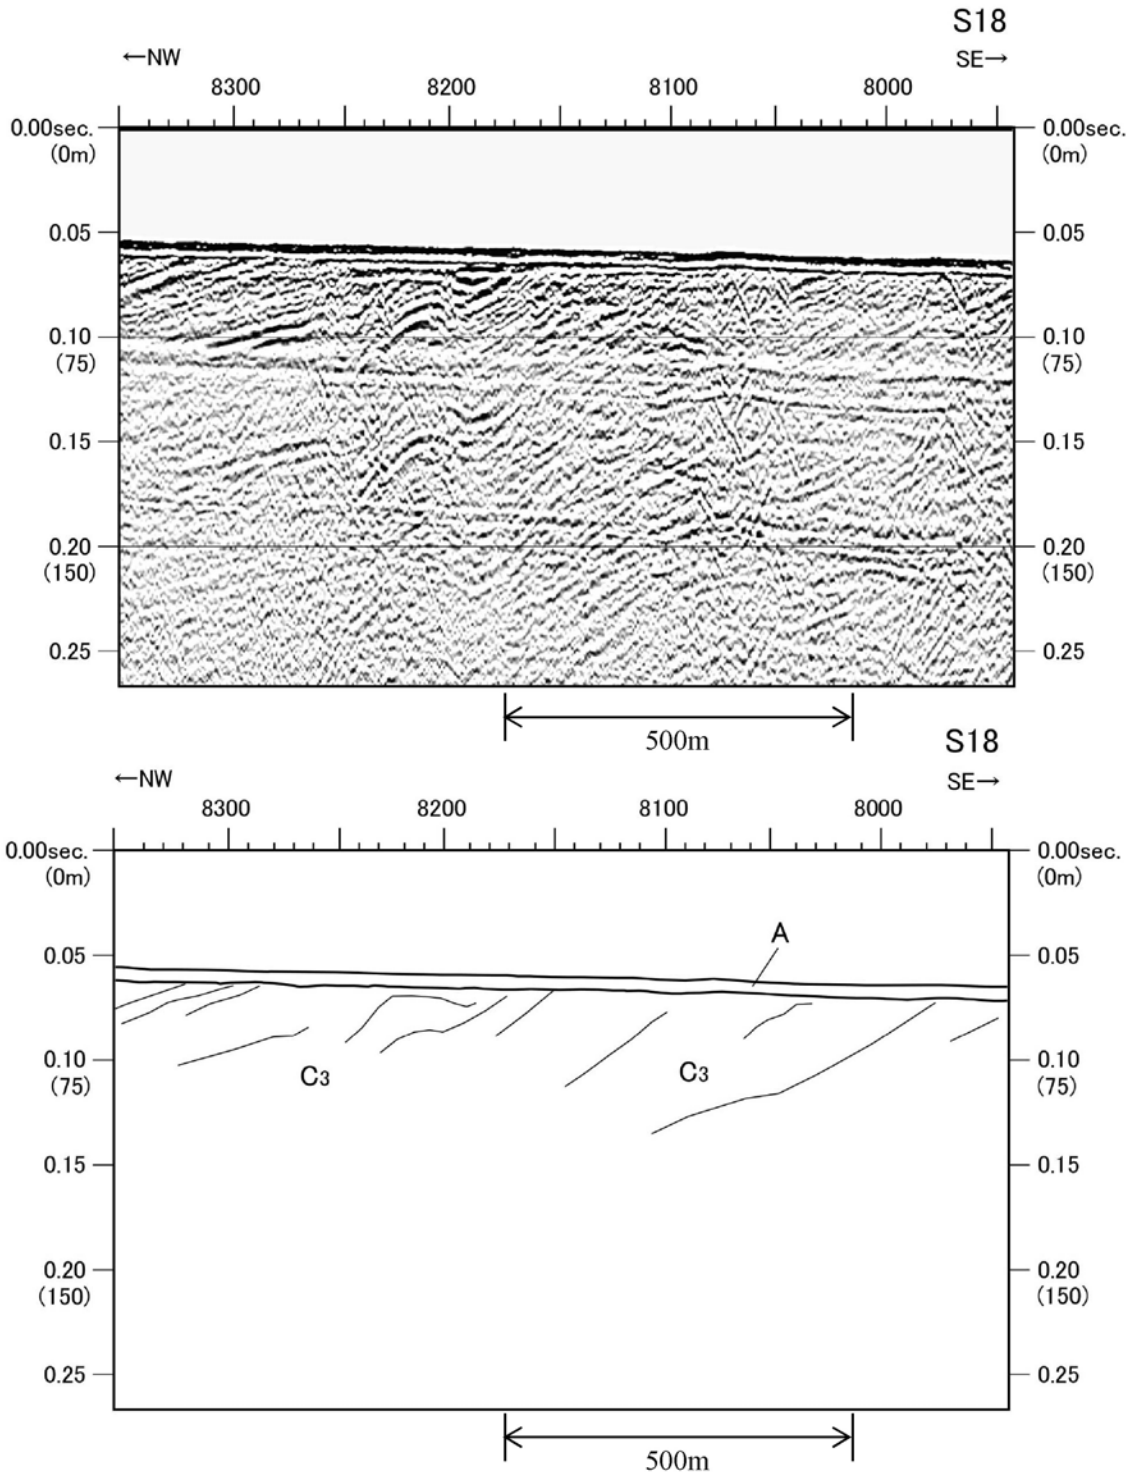 S18
←NW SE→
8300 8200 8100 8000
0.00sec. 0.00sec.
(0m) (0m)
0.05 0.05
0.10 0.10
(75) (75)
0.15 0.15
0.20 0.20
(150) (150)
0.25 0.25
500m
S18
←NW SE→
8300 8200 8100 8000
0.00sec. 0.00sec.
(0m) (0m)
A
0.05 0.05
0.10 0.10
(75) C3 C3 (75)
0.15 0.15
0.20 0.20
(150) (150)
0.25 0.25
500m